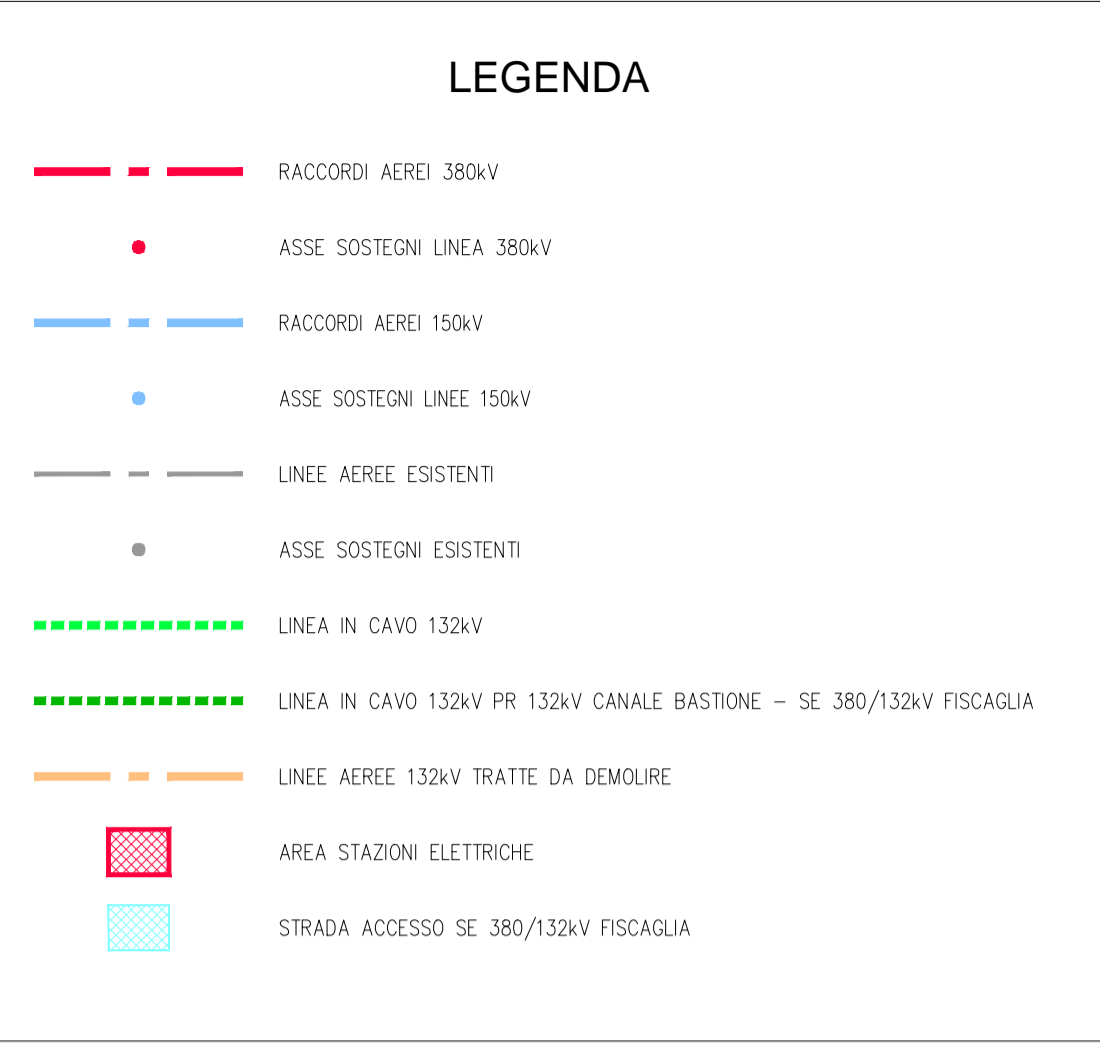 LEGENDA
RACCORDI AEREI 380kV
ASSE SOSTEGNI LINEA 380kV
RACCORDI AEREI 150kV
ASSE SOSTEGNI LINEE 150kV
LINEE AEREE ESISTENTI
ASSE SOSTEGNI ESISTENTI
LINEA IN CAVO 132kV
LINEA IN CAVO 132kV PR 132kV CANALE BASTIONE – SE 380/132kV FISCAGLIA
LINEE AEREE 132kV TRATTE DA DEMOLIRE
AREA STAZIONI ELETTRICHE
STRADA ACCESSO SE 380/132kV FISCAGLIA